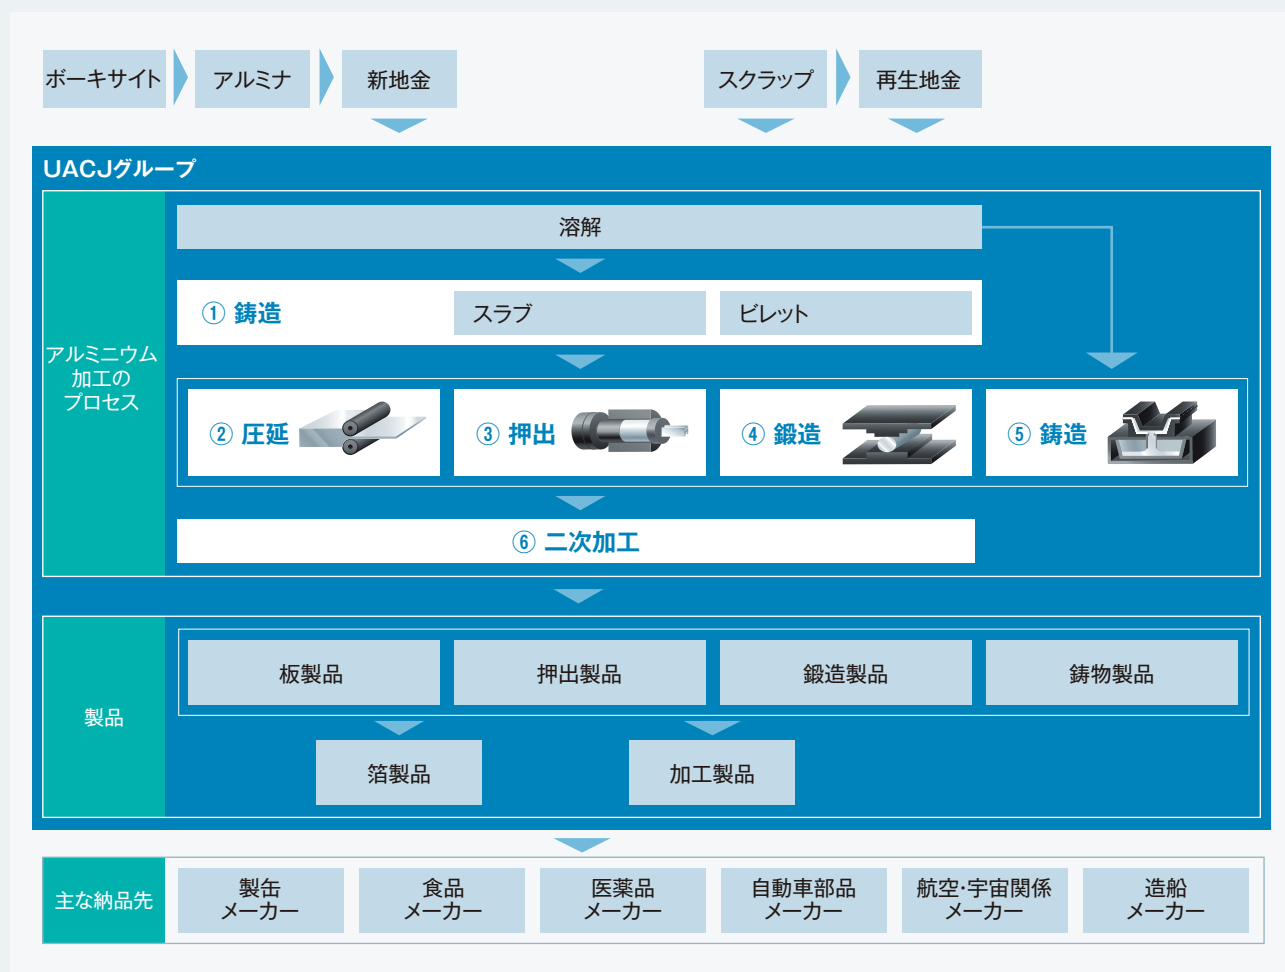 ボーキサイト
アルミナ
新地金
スクラップ
再生地金
UACJグループ
アルミニウム
加工の
プロセス
溶解
① 鋳造
スラブ
ビレット
② 圧延
③ 押出
④ 鍛造
⑤ 鋳造
⑥ 二次加工
製品
板製品
押出製品
鍛造製品
鋳物製品
箔製品
加工製品
主な納品先
製缶
メーカー
食品
メーカー
医薬品
メーカー
自動車部品
メーカー
航空・宇宙関係
メーカー
造船
メーカー